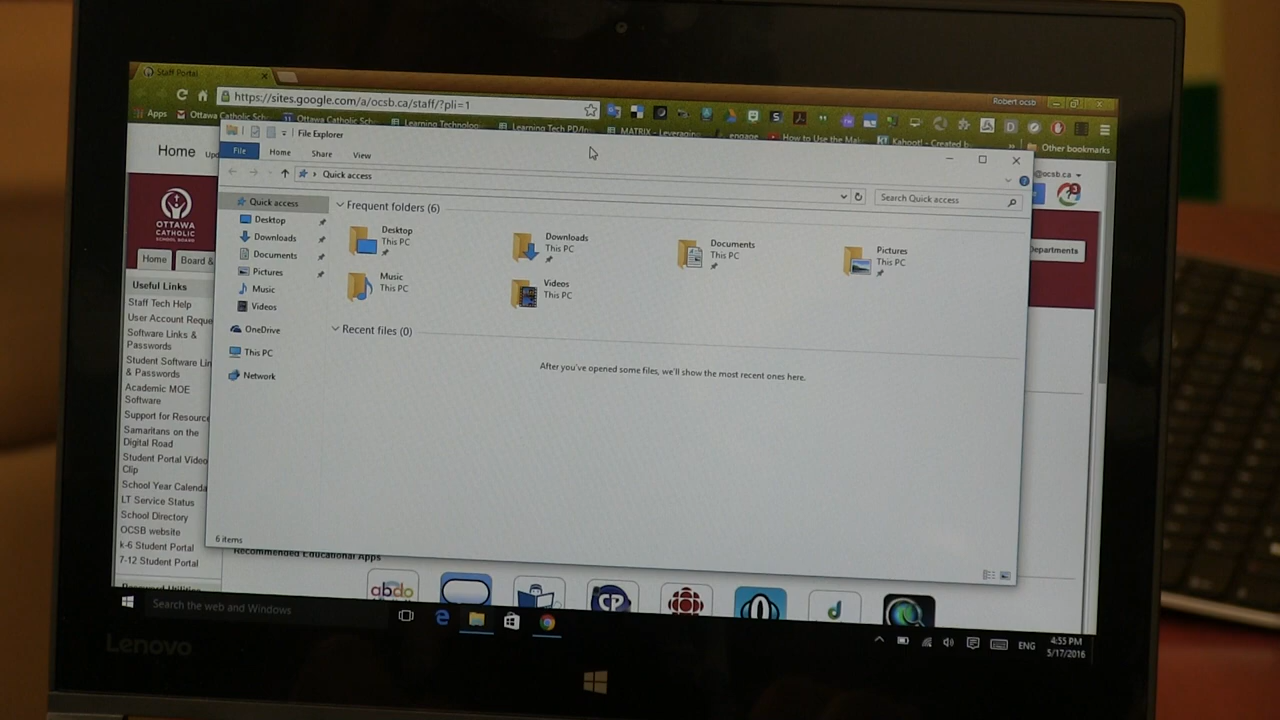 Staff Portal
https://sites.google.com/a/ocsb.ca/staff/?pli=1
Robert ocsb
Apps
Ottawa Catholic Sch
Ottawa Catholic Sch
Learning Technolog
Learning Tech PD/In
MATRIX - Leveraging
engage
How to Use the Ma
Kahoot! - Created b
Other bookmarks
Home
@ocsb.ca
OTTAWA
CATHOLIC
SCHOOL BOARD
Home
Board &
Departments
Useful Links
Staff Tech Help
User Account Reque
Software Links &
Passwords
Student Software Lin
& Passwords
Academic MOE
Software
Support for Resource
Samaritans on the
Digital Road
Student Portal Video
Clip
School Year Calenda
LT Service Status
School Directory
OCSB website
k-6 Student Portal
7-12 Student Portal
File Explorer
File
Home
Share
View
Quick access
Search Quick access
Quick access
Desktop
Downloads
Documents
Pictures
Music
Videos
OneDrive
This PC
Network
Frequent folders (6)
Desktop
This PC
Downloads
This PC
Documents
This PC
Pictures
This PC
Music
This PC
Videos
This PC
Recent files (0)
After you've opened some files, we'll show the most recent ones here.
6 items
Recommended Educational Apps
abdo
CP
d
Search the web and Windows
ENG
4:55 PM
5/17/2016
Lenovo